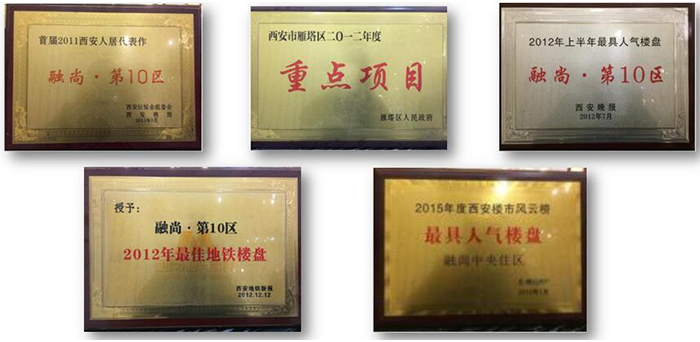 首届2011西安人居代表作
融尚·第10区
西安晚报
西安市雁塔区二〇一二年度
重点项目
雁塔区人民政府
2012年上半年最具人气楼盘
融尚·第10区
西安晚报
2012年7月
授予：
融尚·第10区
2012年最佳地铁楼盘
西安地铁新报
2012.12.12
2015年度西安楼市风云榜
最具人气楼盘
融尚中央住区